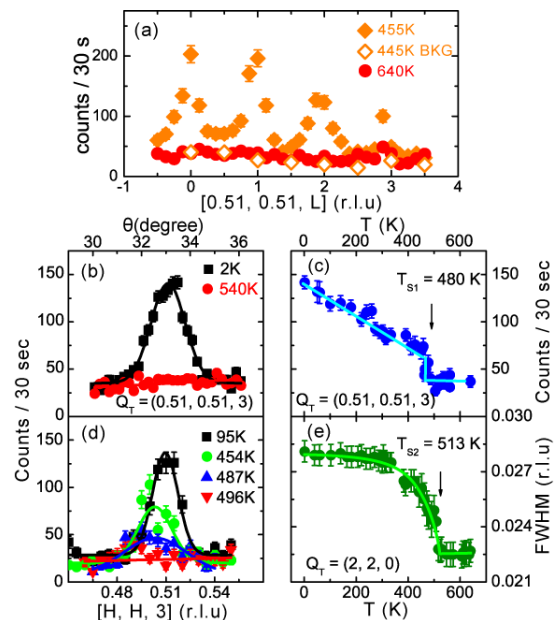 (a)
455K
445K BKG
640K
counts / 30 s
200
100
0
-1 0 1 2 3 4
[0.51, 0.51, L] (r.l.u)
θ(degree)
30 32 34 36
T (K)
0 200 400 600
(b)
2K
540K
150
100
50
0
Q_T = (0.51, 0.51, 3)
(c)
T_S1 = 480 K
150
100
50
0
Q_T = (0.51, 0.51, 3)
Counts / 30 sec
Counts / 30 sec
(d)
95K
454K
487K
496K
150
100
50
0
0.48 0.51 0.54
[H, H, 3] (r.l.u)
(e)
T_S2 = 513 K
0.030
0.027
0.024
0.021
FWHM (r.l.u)
Q_T = (2, 2, 0)
0 200 400 600
T (K)